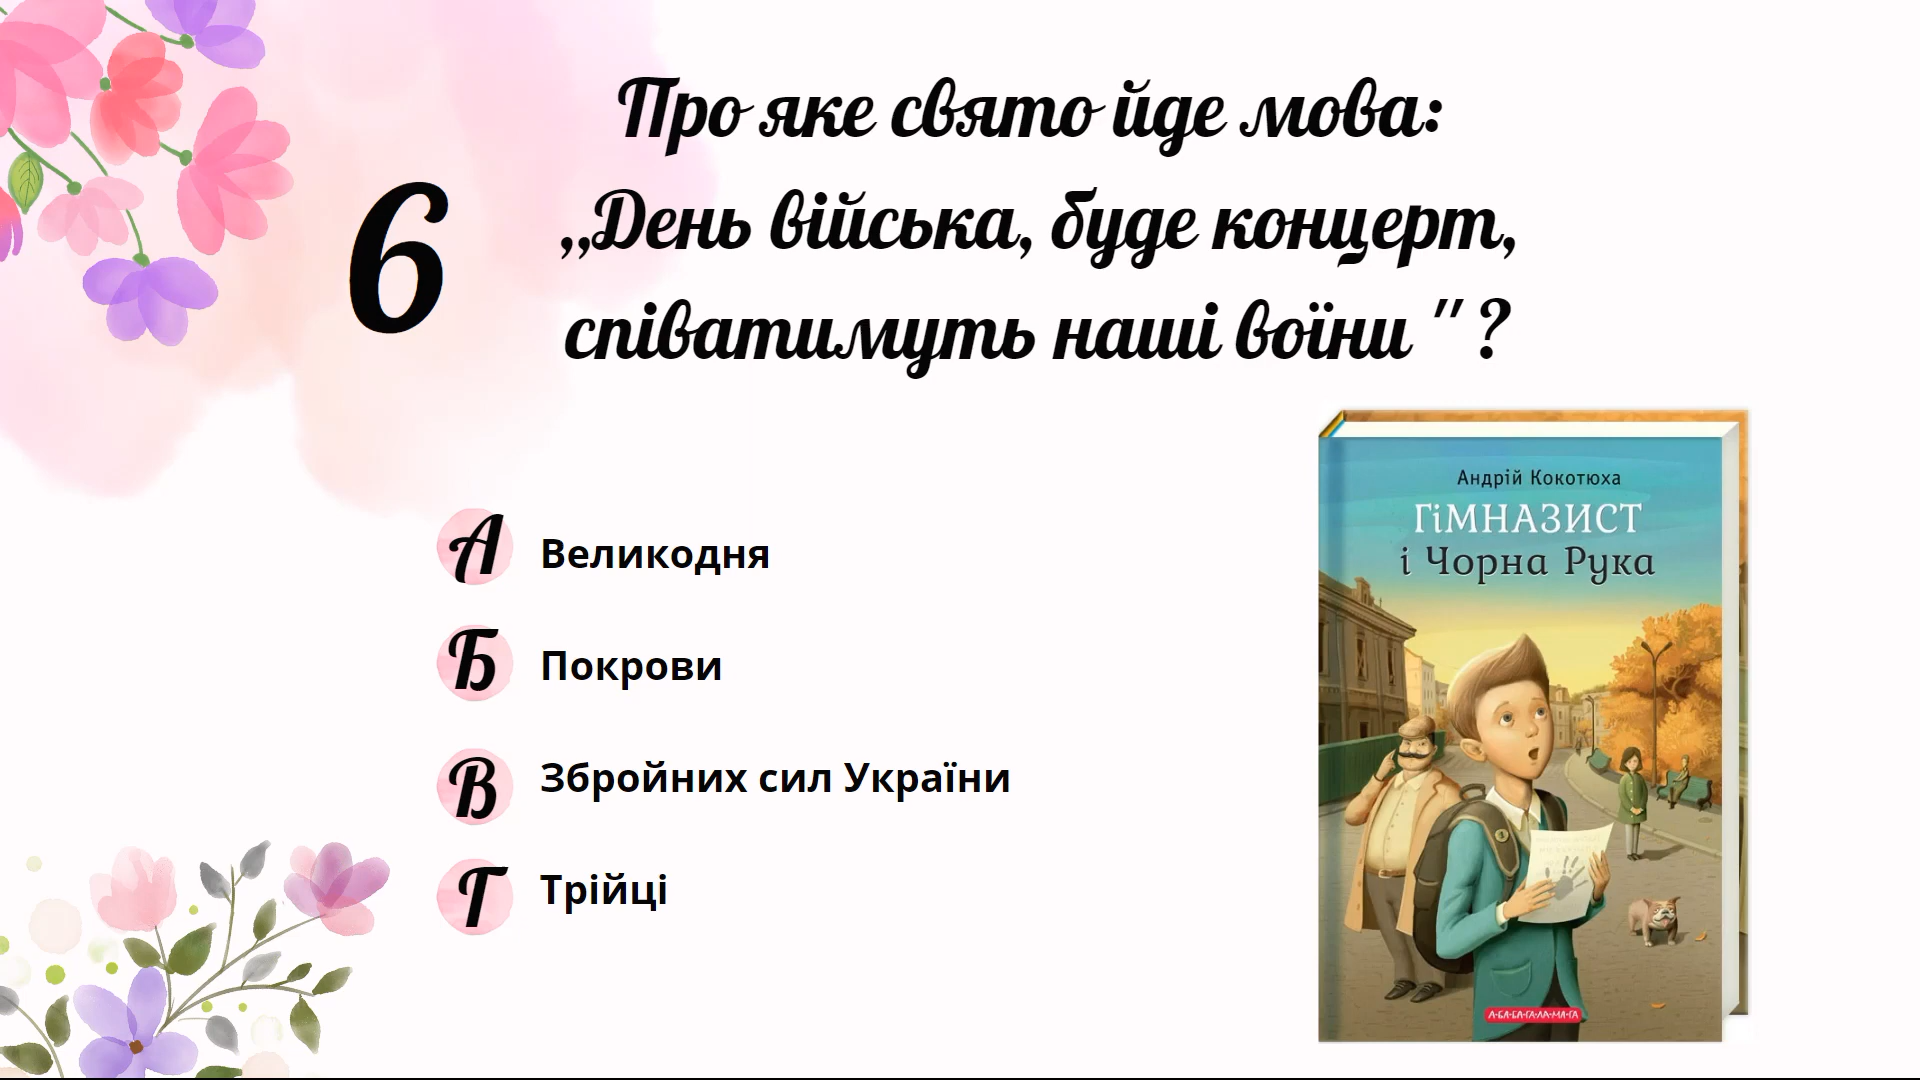 Про яке свято йде мова:
6
„День війська, буде концерт,
співатимуть наші воїни " ?
А Великодня
Б Покрови
В Збройних сил України
Г Трійці
Андрій Кокотюха
ГіМНАЗИСТ
і Чорна Рука
А-БА-БА-ГА-ЛА-МА-ГА